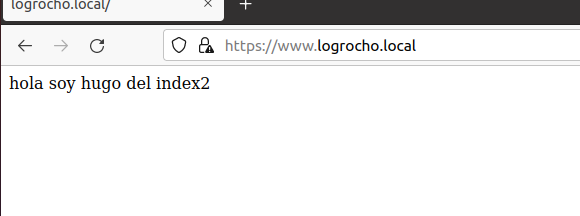 logrocho.local/
https://www.logrocho.local
hola soy hugo del index2